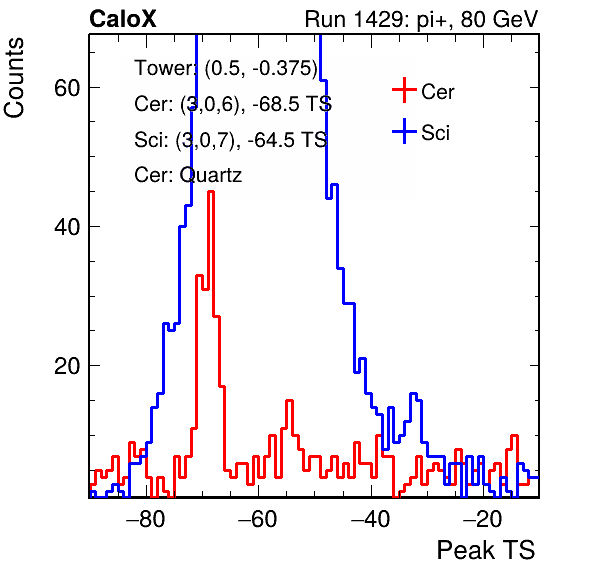 CaloX Run 1429: pi+, 80 GeV
Counts
Tower: (0.5, -0.375)
Cer: (3,0,6), -68.5 TS
Sci: (3,0,7), -64.5 TS
Cer: Quartz
Cer
Sci
60
40
20
−80 −60 −40 −20
Peak TS